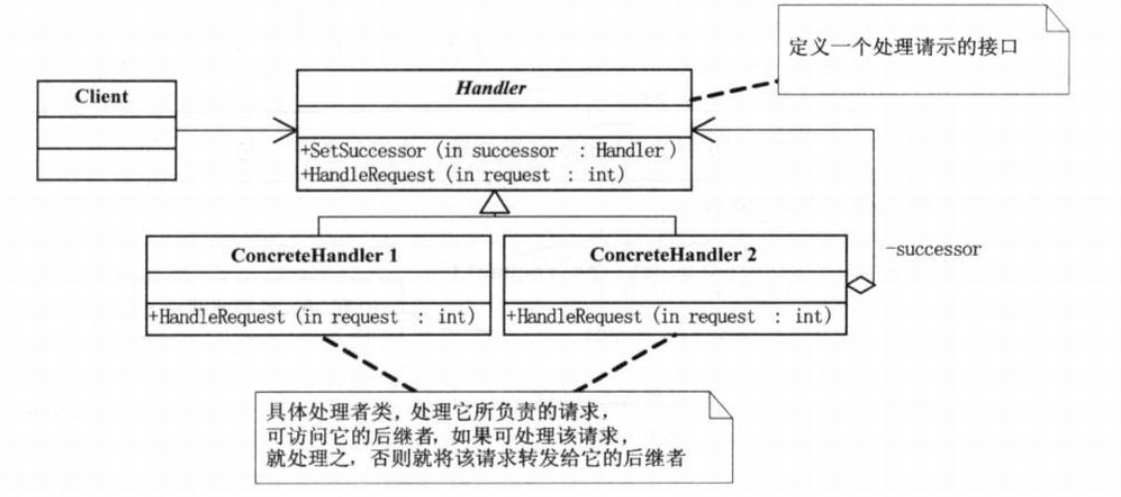 定义一个处理请示的接口
Client
Handler
+SetSuccessor (in successor : Handler)
+HandleRequest (in request : int)
ConcreteHandler 1
+HandleRequest (in request : int)
ConcreteHandler 2
+HandleRequest (in request : int)
-successor
具体处理者类，处理它所负责的请求，
可访问它的后继者，如果可处理该请求，
就处理之，否则就将该请求转发给它的后继者